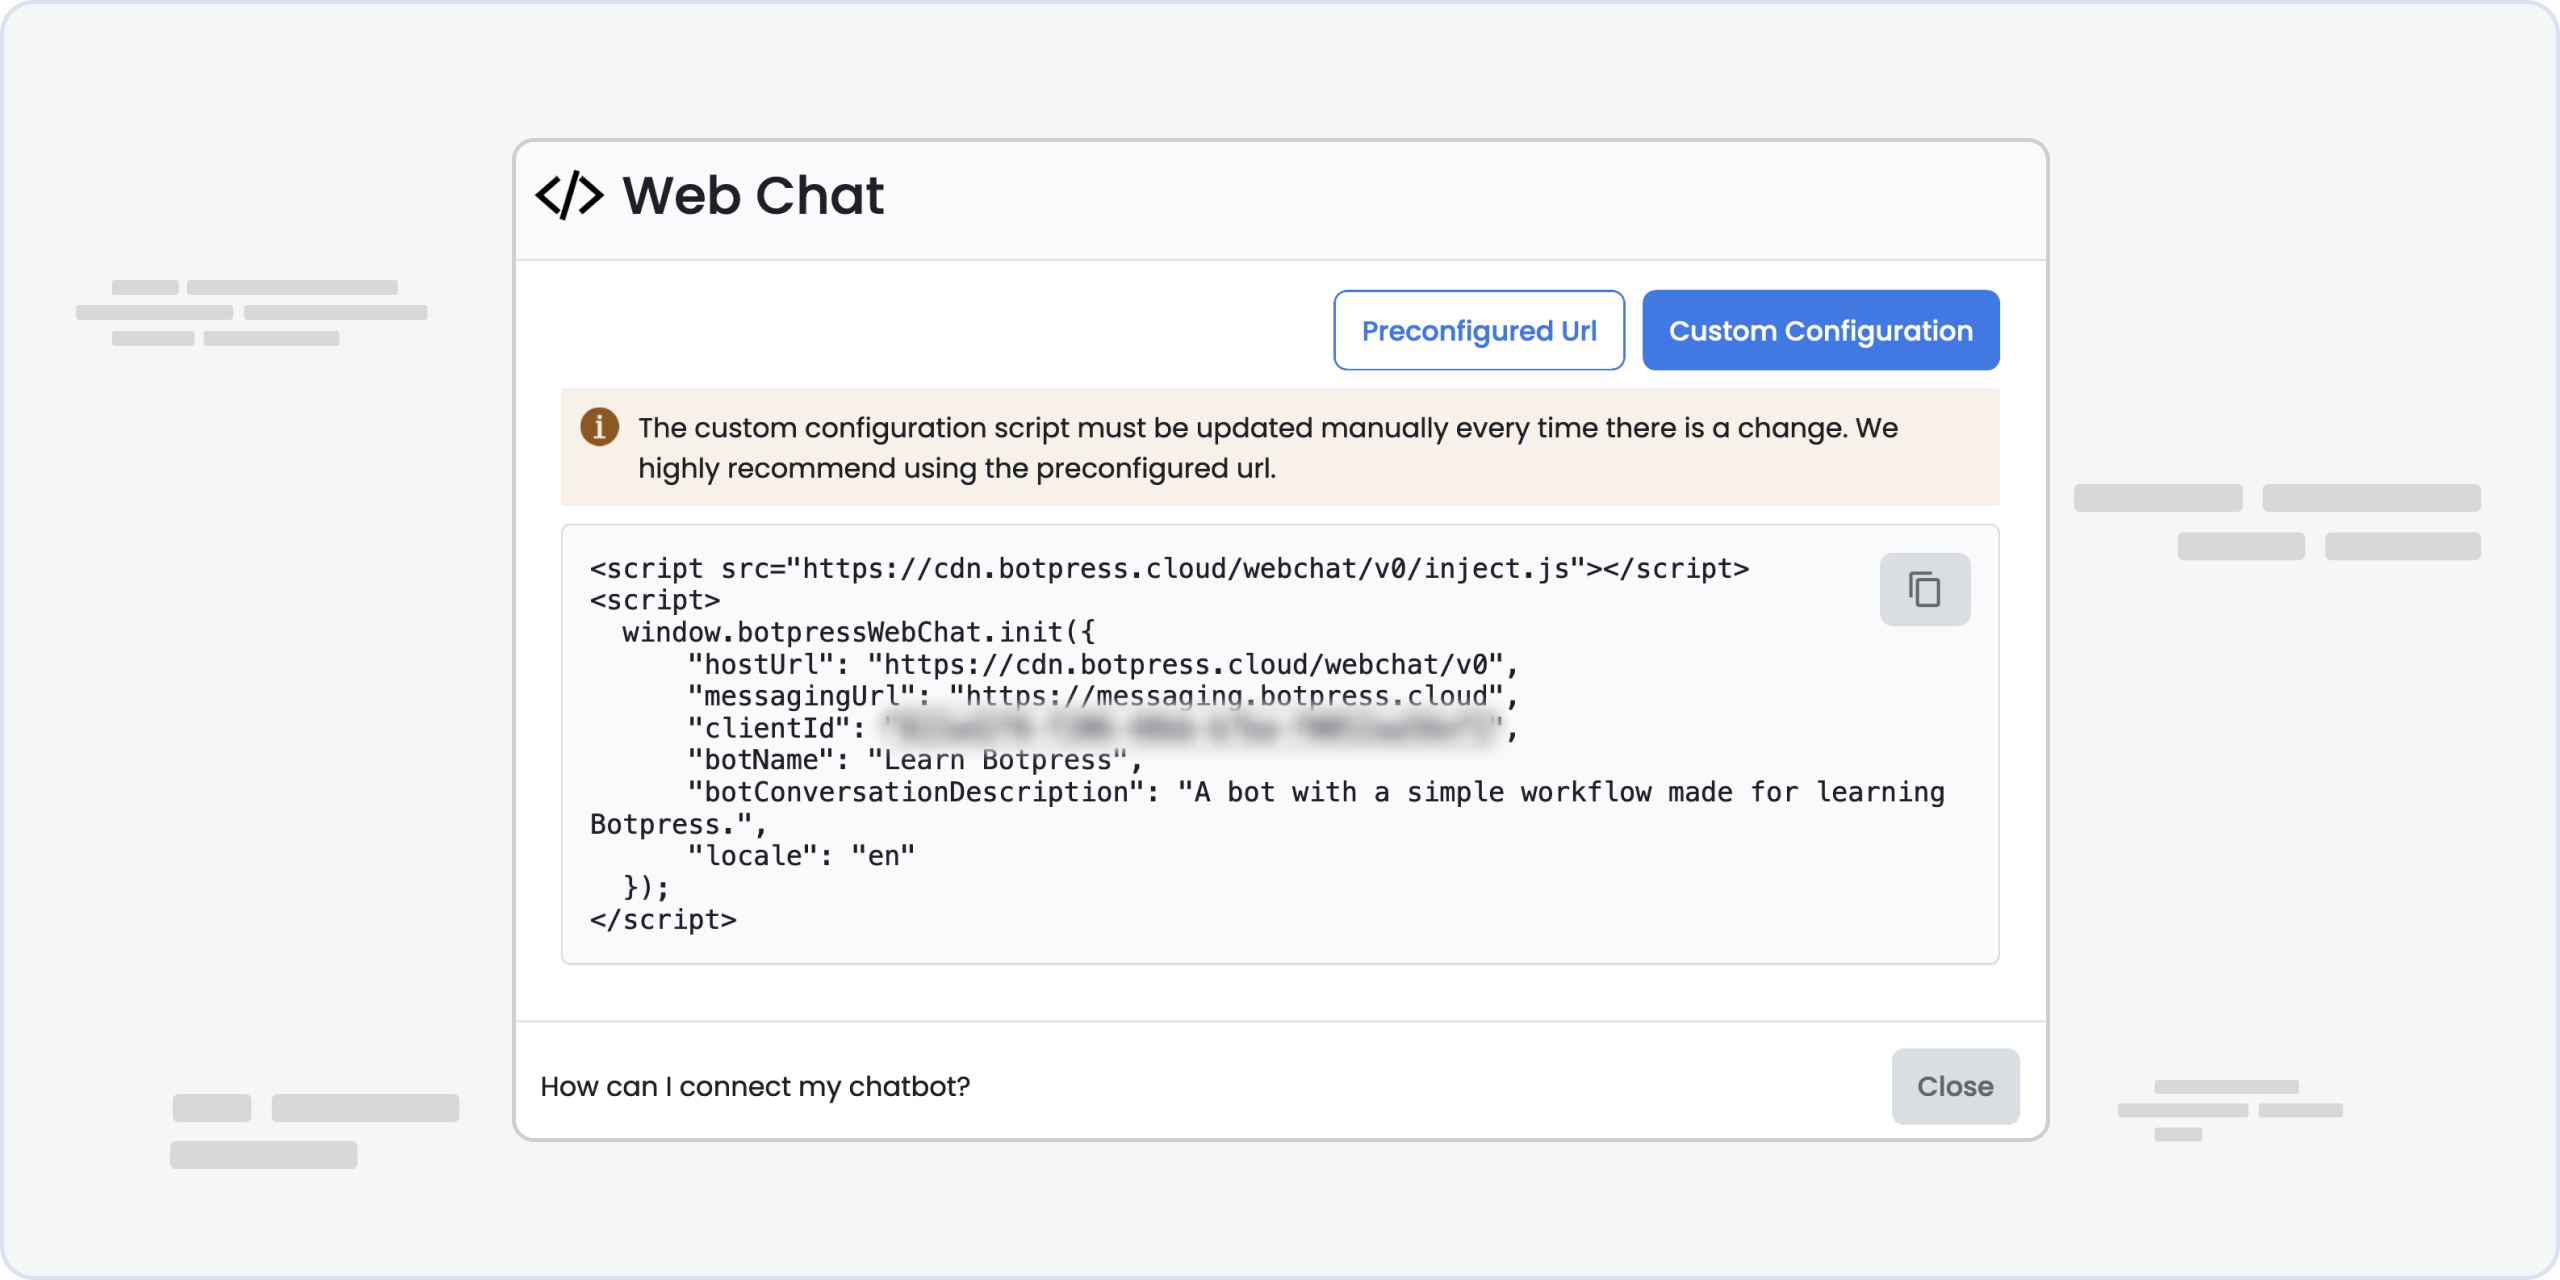 </> Web Chat
Preconfigured Url
Custom Configuration
The custom configuration script must be updated manually every time there is a change. We
highly recommend using the preconfigured url.
<script src="https://cdn.botpress.cloud/webchat/v0/inject.js"></script>
<script>
  window.botpressWebChat.init({
      "hostUrl": "https://cdn.botpress.cloud/webchat/v0",
      "messagingUrl": "https://messaging.botpress.cloud",
      "clientId": ,
      "botName": "Learn Botpress",
      "botConversationDescription": "A bot with a simple workflow made for learning
Botpress.",
      "locale": "en"
  });
</script>
How can I connect my chatbot?
Close